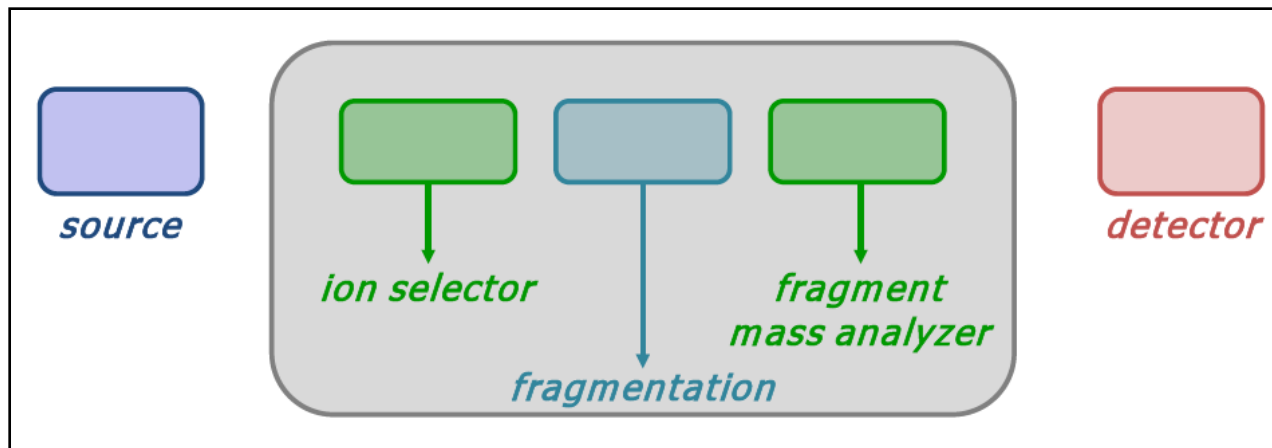 source
ion selector
fragmentation
fragment
mass analyzer
detector